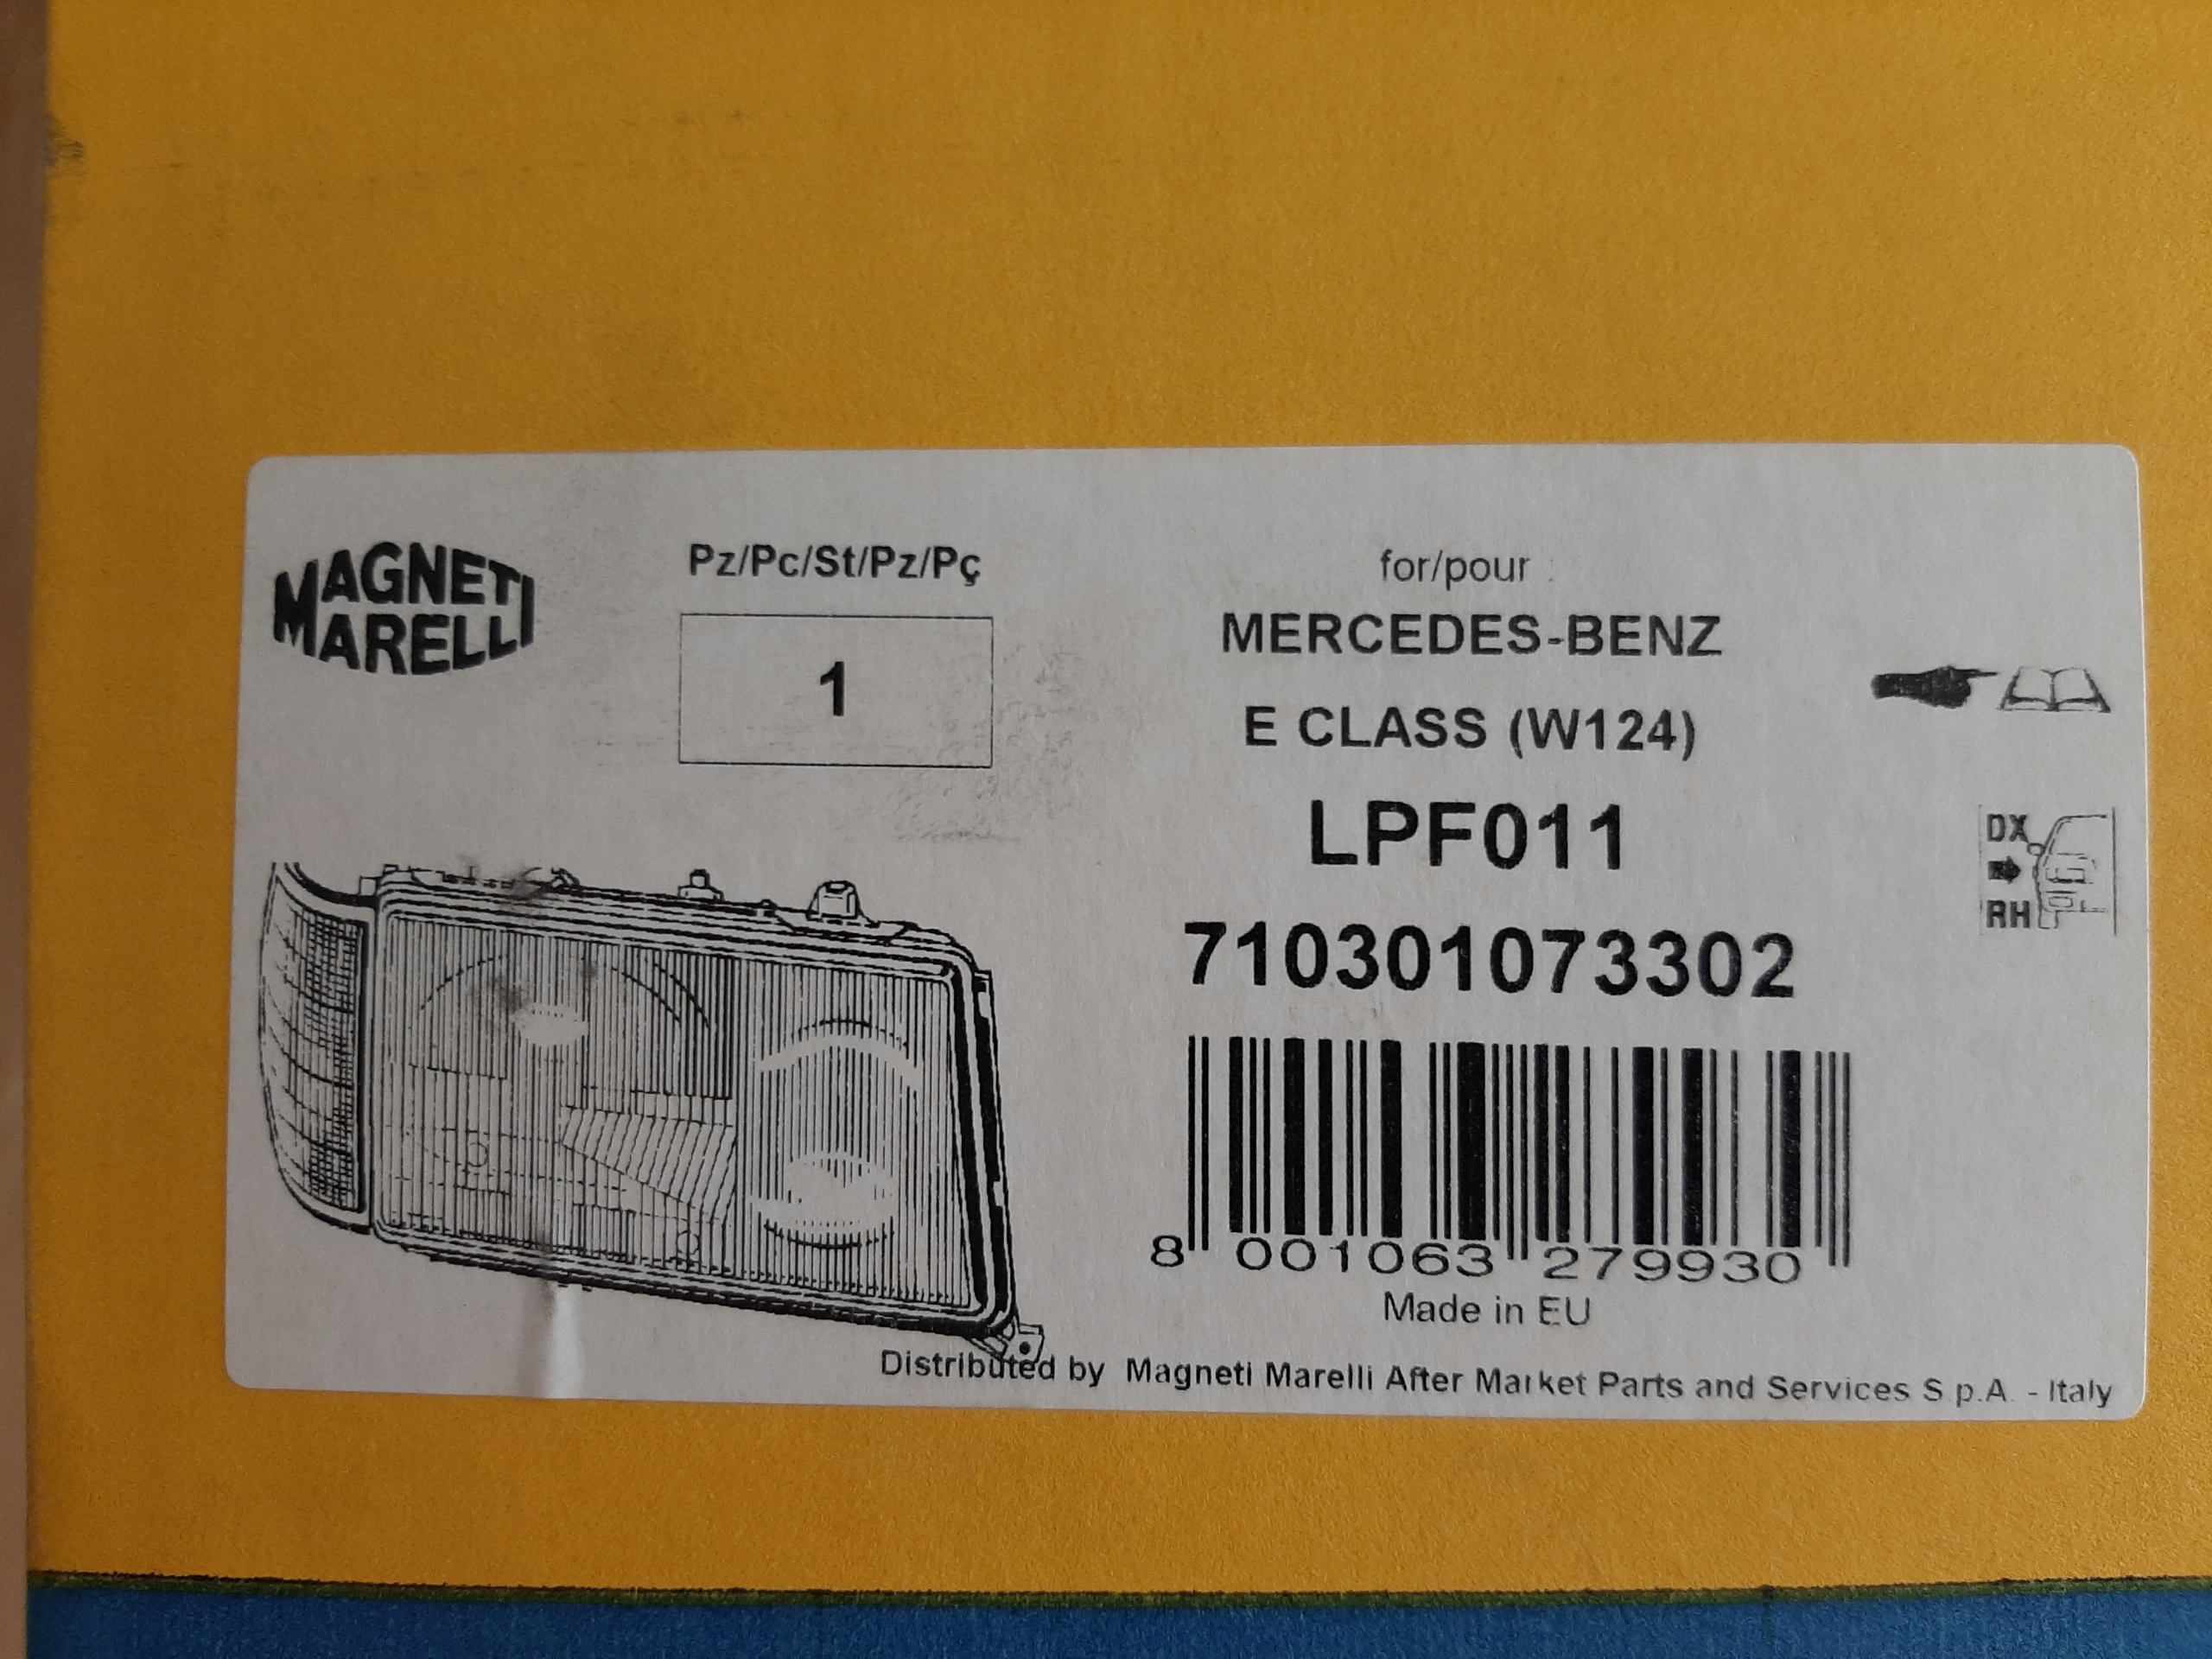 MAGNETI
MARELLI
Pz/Pc/St/Pz/Pç
1
for/pour :
MERCEDES-BENZ
E CLASS (W124)
LPF011
710301073302
DX
RH
8 001063 279930
Made in EU
Distributed by Magneti Marelli After Market Parts and Services S.p.A. - Italy